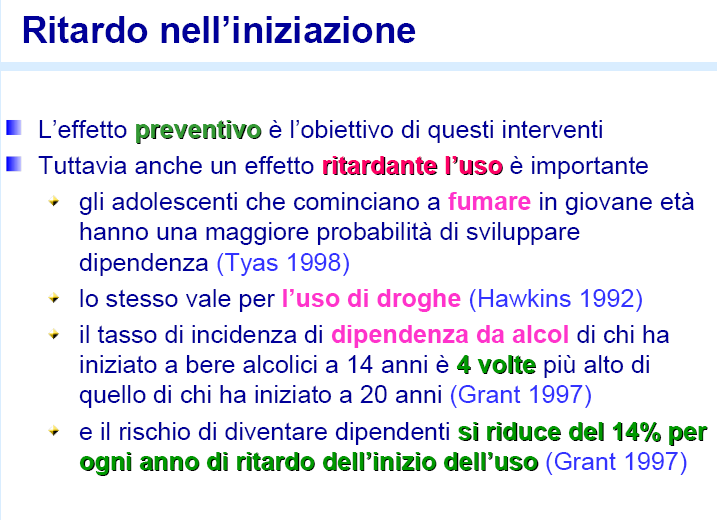 Ritardo nell’iniziazione
L’effetto preventivo è l’obiettivo di questi interventi
Tuttavia anche un effetto ritardante l’uso è importante
gli adolescenti che cominciano a fumare in giovane età
hanno una maggiore probabilità di sviluppare
dipendenza (Tyas 1998)
lo stesso vale per l’uso di droghe (Hawkins 1992)
il tasso di incidenza di dipendenza da alcol di chi ha
iniziato a bere alcolici a 14 anni è 4 volte più alto di
quello di chi ha iniziato a 20 anni (Grant 1997)
e il rischio di diventare dipendenti si riduce del 14% per
ogni anno di ritardo dell’inizio dell’uso (Grant 1997)